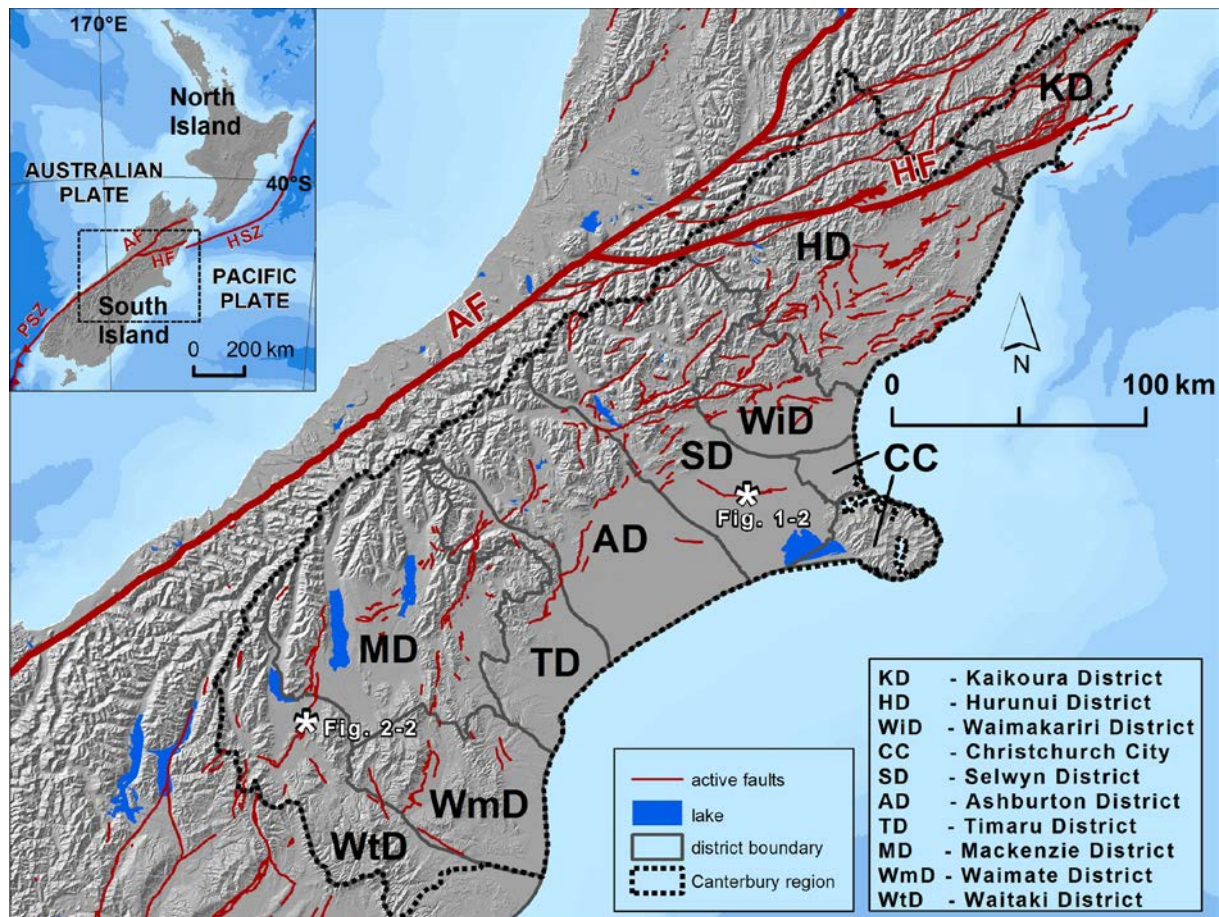 170°E
North
Island
AUSTRALIAN
PLATE
40°S
AF
HF
HSZ
PACIFIC
PLATE
South
Island
PSZ
0 200 km
KD
HF
HD
AF
N
0 100 km
WiD
CC
SD
Fig. 1-2
AD
MD
TD
Fig. 2-2
WmD
WtD
active faults
lake
district boundary
Canterbury region
KD - Kaikoura District
HD - Hurunui District
WiD - Waimakariri District
CC - Christchurch City
SD - Selwyn District
AD - Ashburton District
TD - Timaru District
MD - Mackenzie District
WmD - Waimate District
WtD - Waitaki District